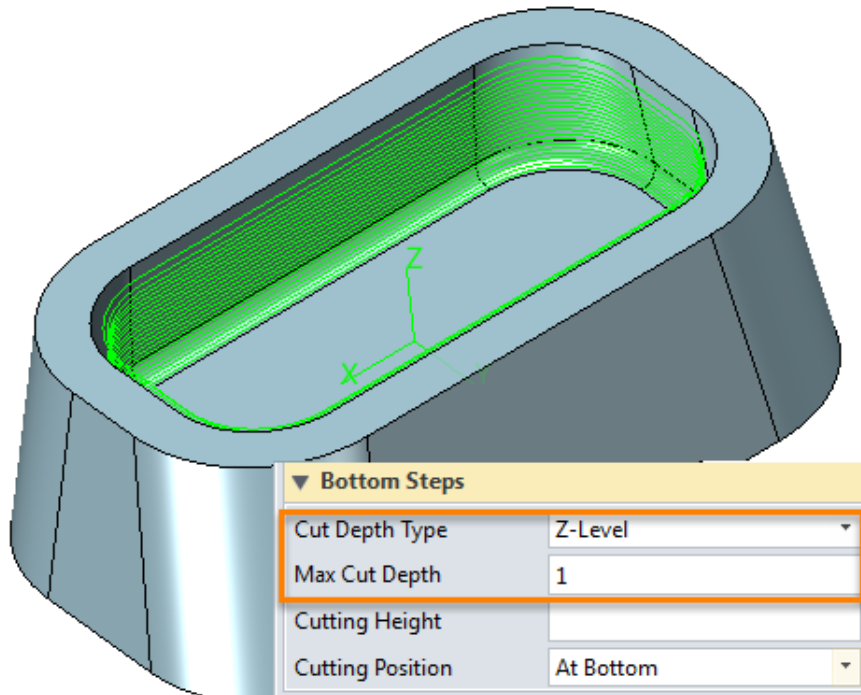 Z
X
Bottom Steps
Cut Depth Type Z-Level
Max Cut Depth 1
Cutting Height
Cutting Position At Bottom